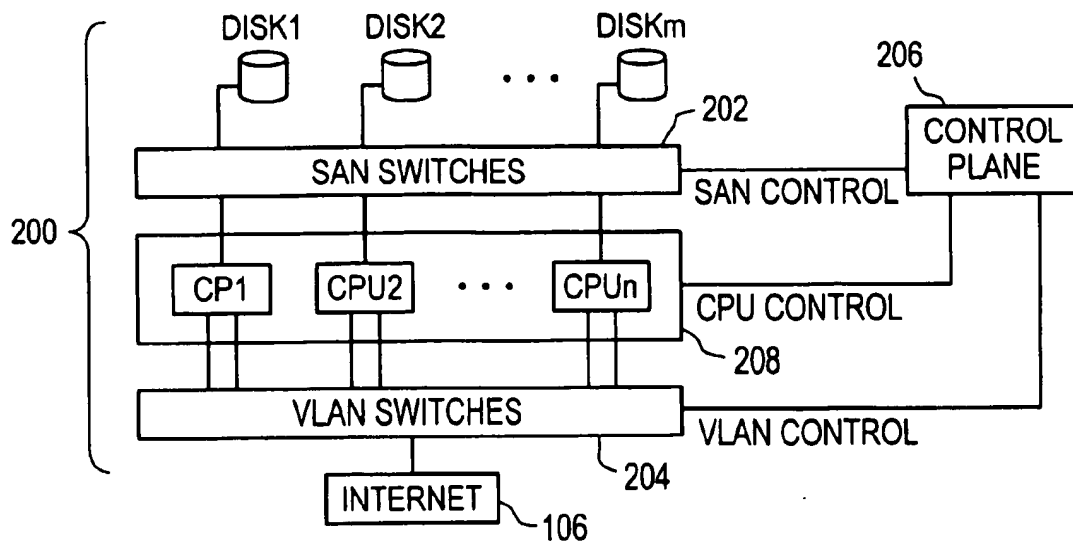 DISK1 DISK2 DISKm
206
202
CONTROL
PLANE
SAN SWITCHES
SAN CONTROL
200
CP1 CPU2 CPUn
CPU CONTROL
208
VLAN SWITCHES
VLAN CONTROL
204
INTERNET
106